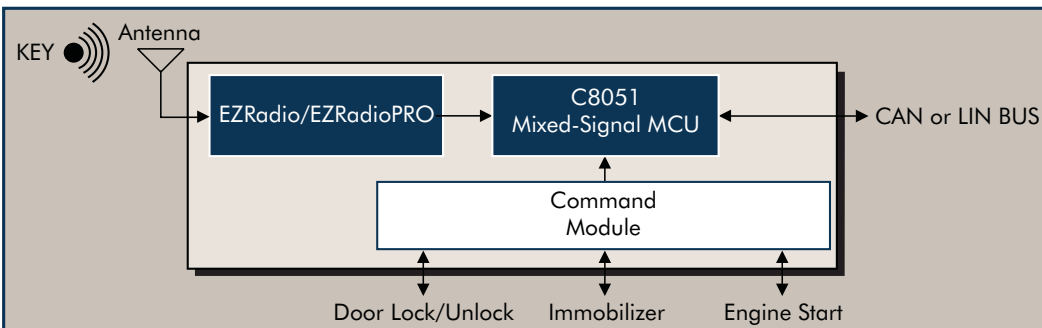 KEY
Antenna
EZRadio/EZRadioPRO
C8051
Mixed-Signal MCU
CAN or LIN BUS
Command
Module
Door Lock/Unlock
Immobilizer
Engine Start